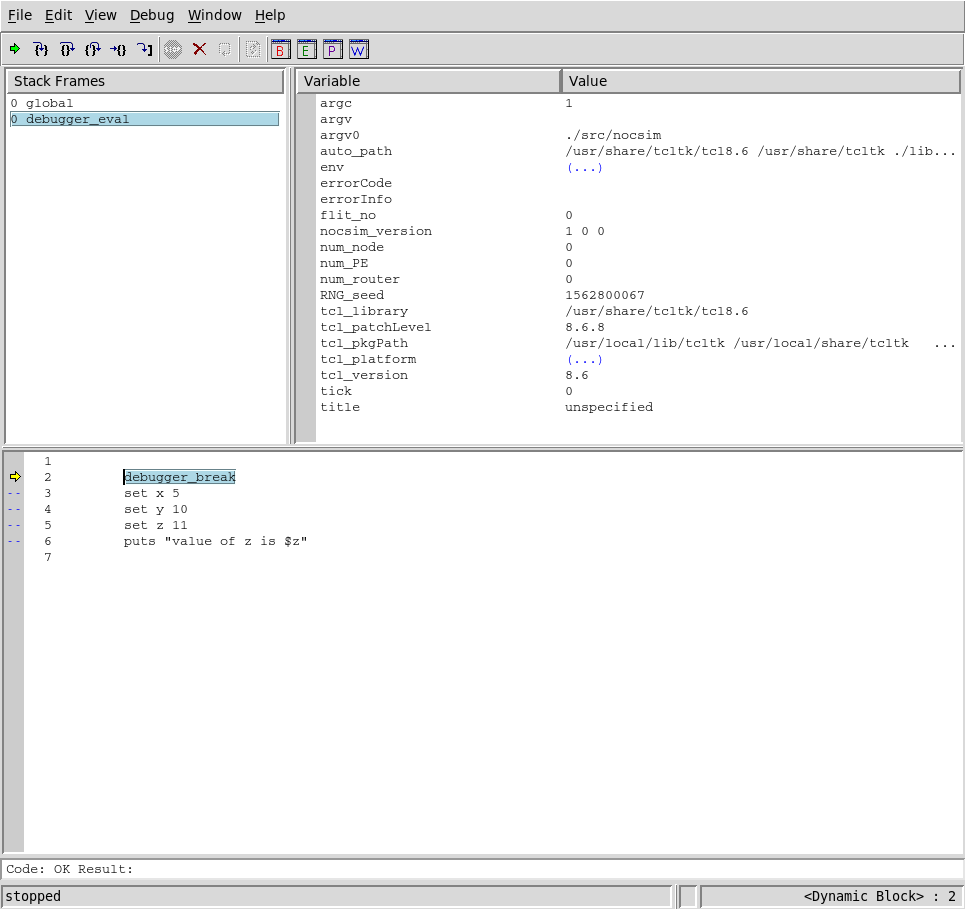 File Edit View Debug Window Help
Stop B E P W
Stack Frames
0 global
0 debugger_eval
Variable Value
argc 1
argv
argv0 ./src/nocsim
auto_path /usr/share/tcltk/tcl8.6 /usr/share/tcltk ./lib...
env (...)
errorCode
errorInfo
flit_no 0
nocsim_version 1 0 0
num_node 0
num_PE 0
num_router 0
RNG_seed 1562800067
tcl_library /usr/share/tcltk/tcl8.6
tcl_patchLevel 8.6.8
tcl_pkgPath /usr/local/lib/tcltk /usr/local/share/tcltk ...
tcl_platform (...)
tcl_version 8.6
tick 0
title unspecified
1
2 debugger_break
-- 3 set x 5
-- 4 set y 10
-- 5 set z 11
-- 6 puts "value of z is $z"
7
Code: OK Result:
stopped <Dynamic Block> : 2